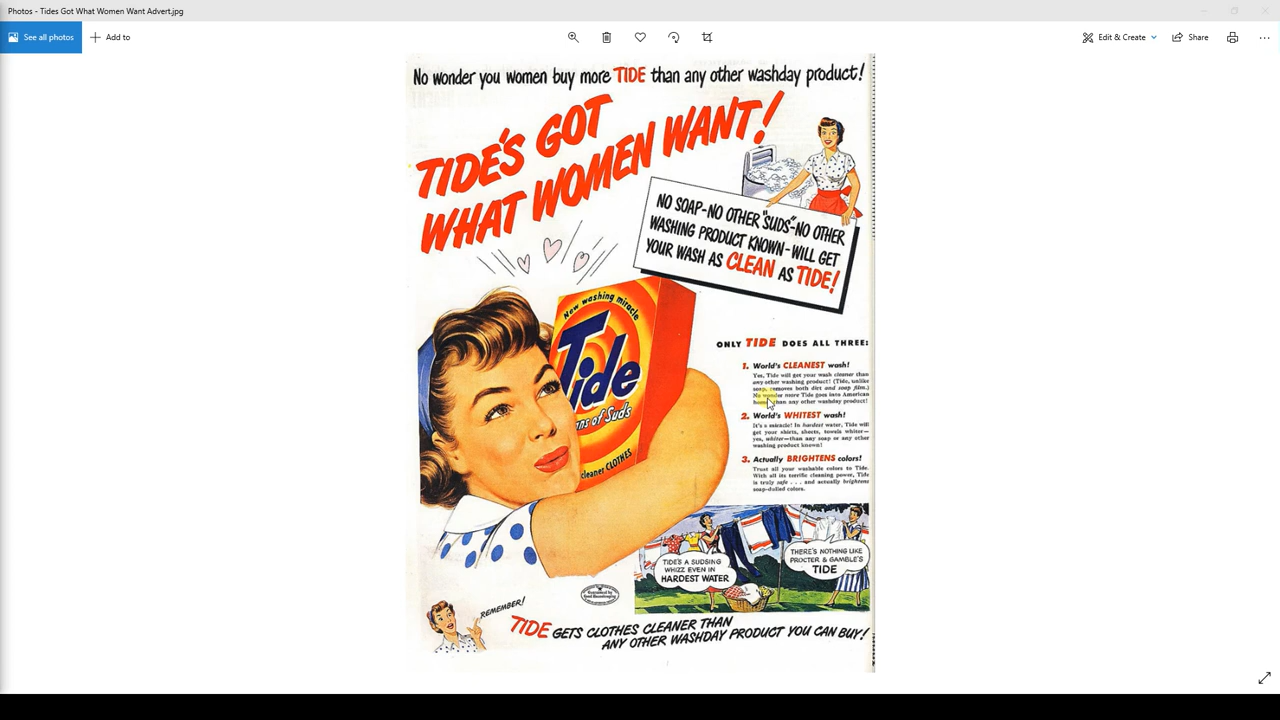 Photos - Tides Got What Women Want Advert.jpg
See all photos
Add to
Edit & Create
Share
No wonder you women buy more TIDE than any other washday product!
TIDE'S GOT
WHAT WOMEN WANT!
NO SOAP-NO OTHER "SUDS"-NO OTHER
WASHING PRODUCT KNOWN-WILL GET
YOUR WASH AS CLEAN AS TIDE!
New washing miracle
Tide
ns of Suds
cleaner CLOTHES
ONLY TIDE DOES ALL THREE:
1. World's CLEANEST wash!
Yes, Tide will get your wash cleaner than
any other washing product! (Tide, unlike
soap, removes both dirt and soap film.)
No wonder more Tide goes into American
homes than any other washday product!
2. World's WHITEST wash!
It's a miracle! In hardest water, Tide will
get your shirts, sheets, towels whiter—
yes, whiter—than any soap or any other
washing product known!
3. Actually BRIGHTENS colors!
Trust all your washable colors to Tide.
With all its terrific cleaning power, Tide
is truly safe . . . and actually brightens
soap-dulled colors.
TIDE'S A SUDSING
WHIZZ EVEN IN
HARDEST WATER
THERE'S NOTHING LIKE
PROCTER & GAMBLE'S
TIDE
Guaranteed by
Good Housekeeping
REMEMBER!
TIDE GETS CLOTHES CLEANER THAN
ANY OTHER WASHDAY PRODUCT YOU CAN BUY!